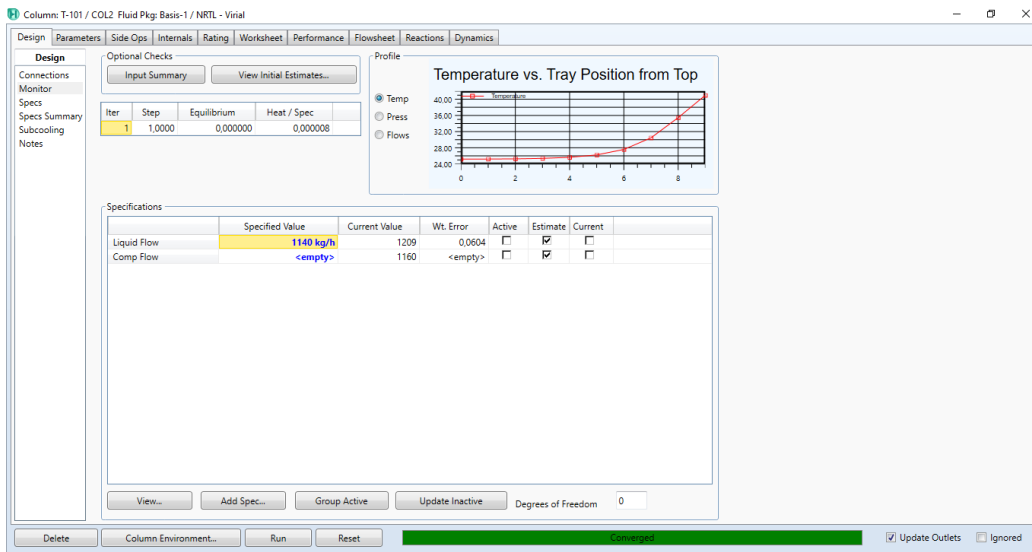 Column: T-101 / COL2 Fluid Pkg: Basis-1 / NRTL - Virial
Design Parameters Side Ops Internals Rating Worksheet Performance Flowsheet Reactions Dynamics
Design
Connections
Monitor
Specs
Specs Summary
Subcooling
Notes
Optional Checks
Input Summary View Initial Estimates...
Iter Step Equilibrium Heat / Spec
1 1,0000 0,000000 0,000008
Profile
Temp
Press
Flows
Temperature vs. Tray Position from Top
Temperature
40.00
36.00
32.00
28.00
24.00
0 2 4 6 8
Specifications
Specified Value Current Value Wt. Error Active Estimate Current
Liquid Flow 1140 kg/h 1209 0,0604
Comp Flow <empty> 1160 <empty>
View... Add Spec... Group Active Update Inactive Degrees of Freedom 0
Delete Column Environment... Run Reset Converged Update Outlets Ignored